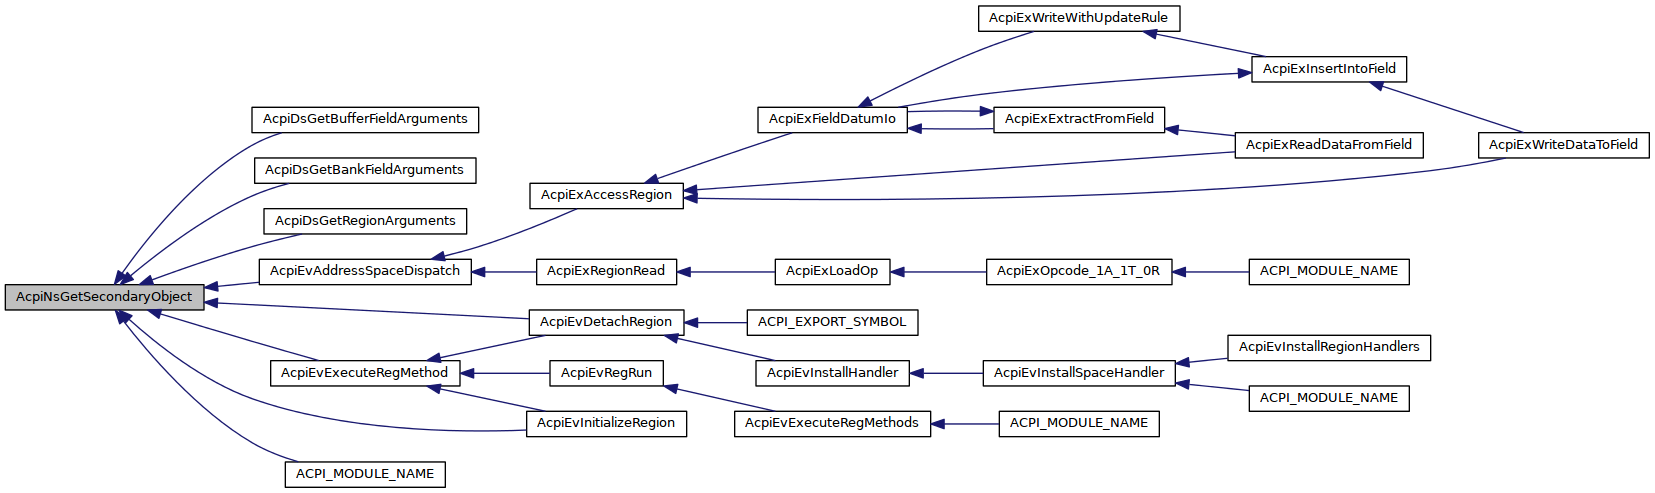 AcpiExWriteWithUpdateRule
AcpiExInsertIntoField
AcpiDsGetBufferFieldArguments
AcpiExFieldDatumIo
AcpiExExtractFromField
AcpiExReadDataFromField
AcpiExWriteDataToField
AcpiDsGetBankFieldArguments
AcpiExAccessRegion
AcpiDsGetRegionArguments
AcpiEvAddressSpaceDispatch
AcpiExRegionRead
AcpiExLoadOp
AcpiExOpcode_1A_1T_0R
ACPI_MODULE_NAME
AcpiNsGetSecondaryObject
AcpiEvDetachRegion
ACPI_EXPORT_SYMBOL
AcpiEvInstallRegionHandlers
AcpiEvExecuteRegMethod
AcpiEvRegRun
AcpiEvInstallHandler
AcpiEvInstallSpaceHandler
ACPI_MODULE_NAME
AcpiEvInitializeRegion
AcpiEvExecuteRegMethods
ACPI_MODULE_NAME
ACPI_MODULE_NAME